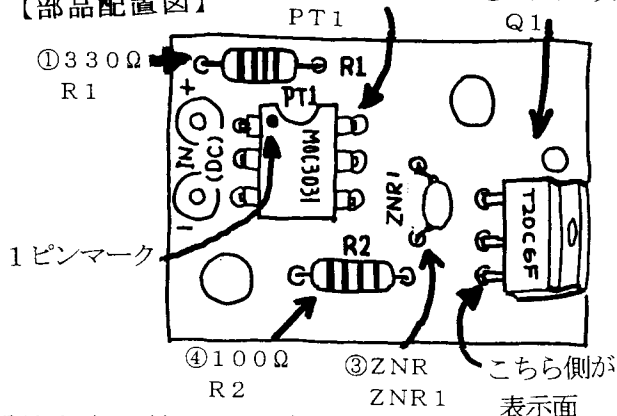 【部品配置図】
PT1
Q1
①330Ω
R1
R1
PT1
+
IN
(DC)
-
MOC3031
ZNR1
T20C6F
1ピンマーク
R2
④100Ω
R2
③ZNR
ZNR1
こちら側が
表示面